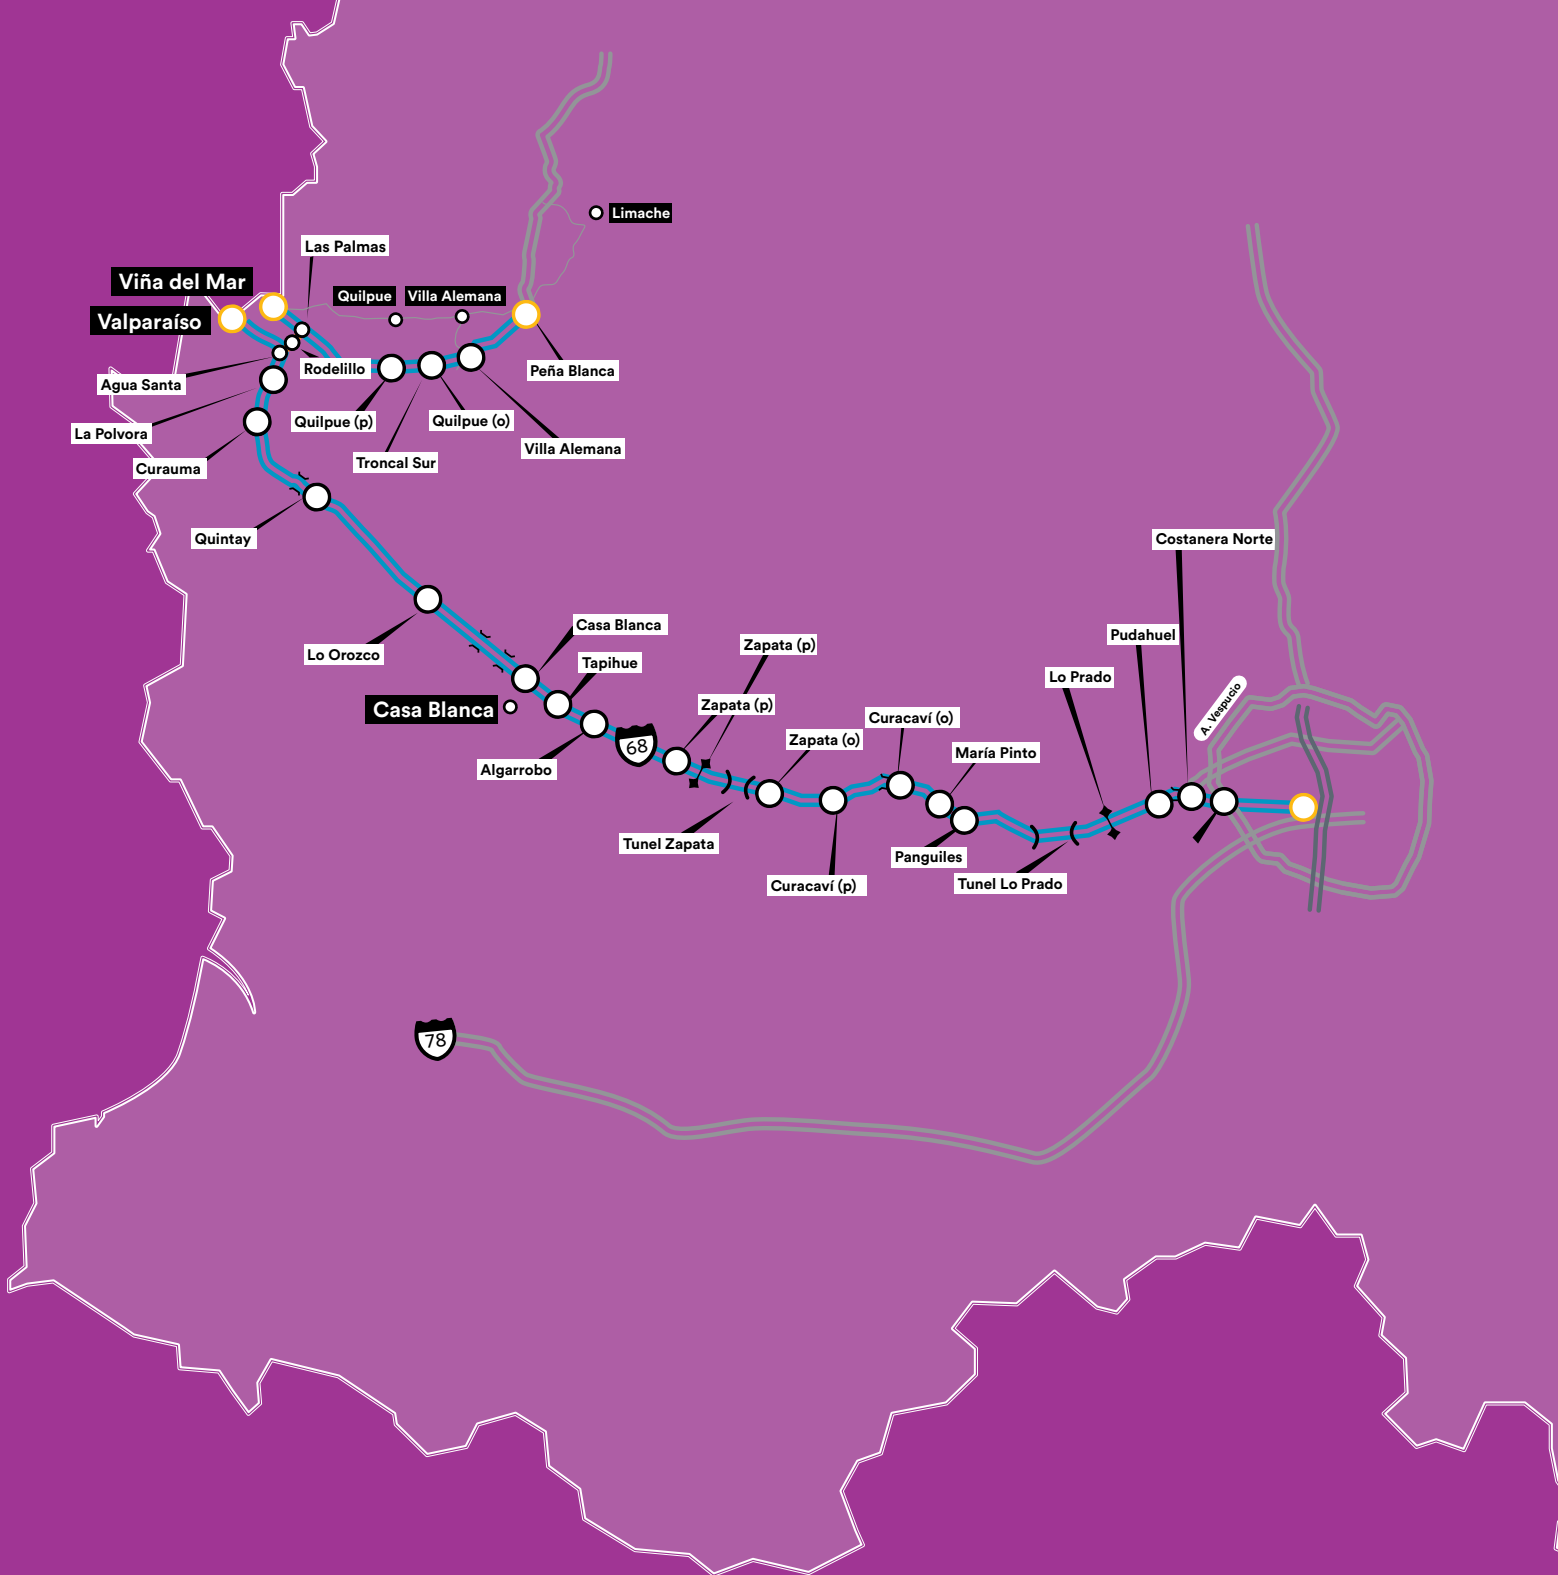 Limache
Las Palmas
Viña del Mar
Quilpue
Villa Alemana
Valparaíso
Rodelillo
Peña Blanca
Agua Santa
Quilpue (p)
Quilpue (o)
La Polvora
Villa Alemana
Troncal Sur
Curauma
Quintay
Costanera Norte
Casa Blanca
Pudahuel
Zapata (p)
Lo Orozco
Tapihue
Lo Prado
Zapata (p)
Casa Blanca
A. Vespucio
Curacaví (o)
Zapata (o)
68
María Pinto
Algarrobo
Tunel Zapata
Panguiles
Curacaví (p)
Tunel Lo Prado
78